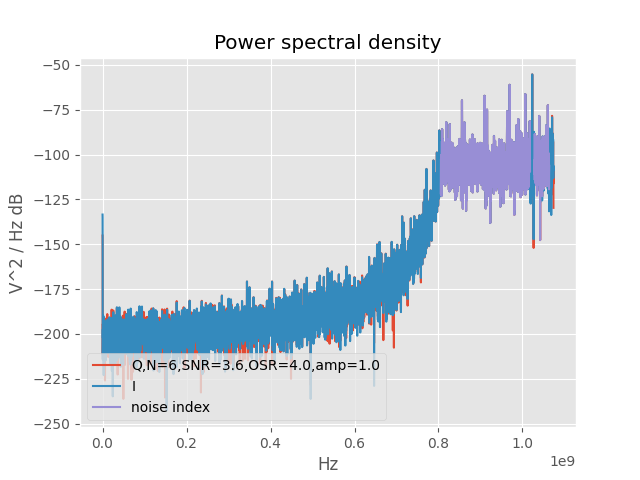 Power spectral density
V^2 / Hz dB
−50
−75
−100
−125
−150
−175
−200
−225
−250
Q,N=6,SNR=3.6,OSR=4.0,amp=1.0
I
noise index
0.0 0.2 0.4 0.6 0.8 1.0
1e9
Hz